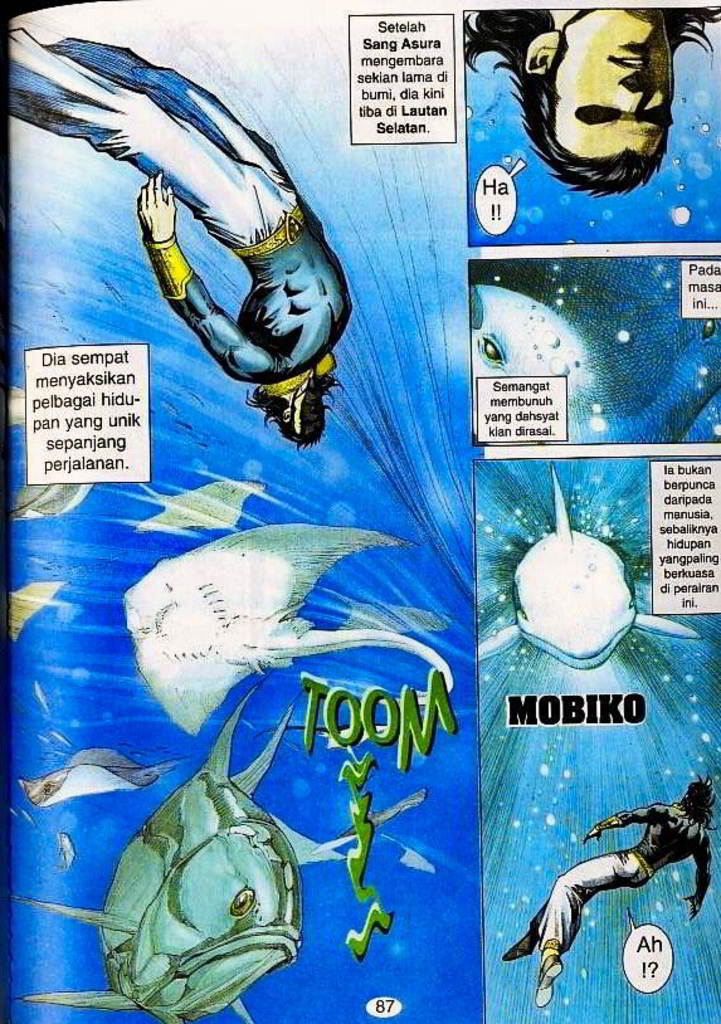 Setelah
Sang Asura
mengembara
sekian lama di
bumi, dia kini
tiba di Lautan
Selatan.
Dia sempat
menyaksikan
pelbagai hidu-
pan yang unik
sepanjang
perjalanan.
TOOM
Ha
!!
Pada
masa
ini...
Semangat
membunuh
yang dahsyat
kian dirasai.
Ia bukan
berpunca
daripada
manusia,
sebaliknya
hidupan
yangpaling
berkuasa
di perairan
ini.
MOBIKO
Ah
!?
87